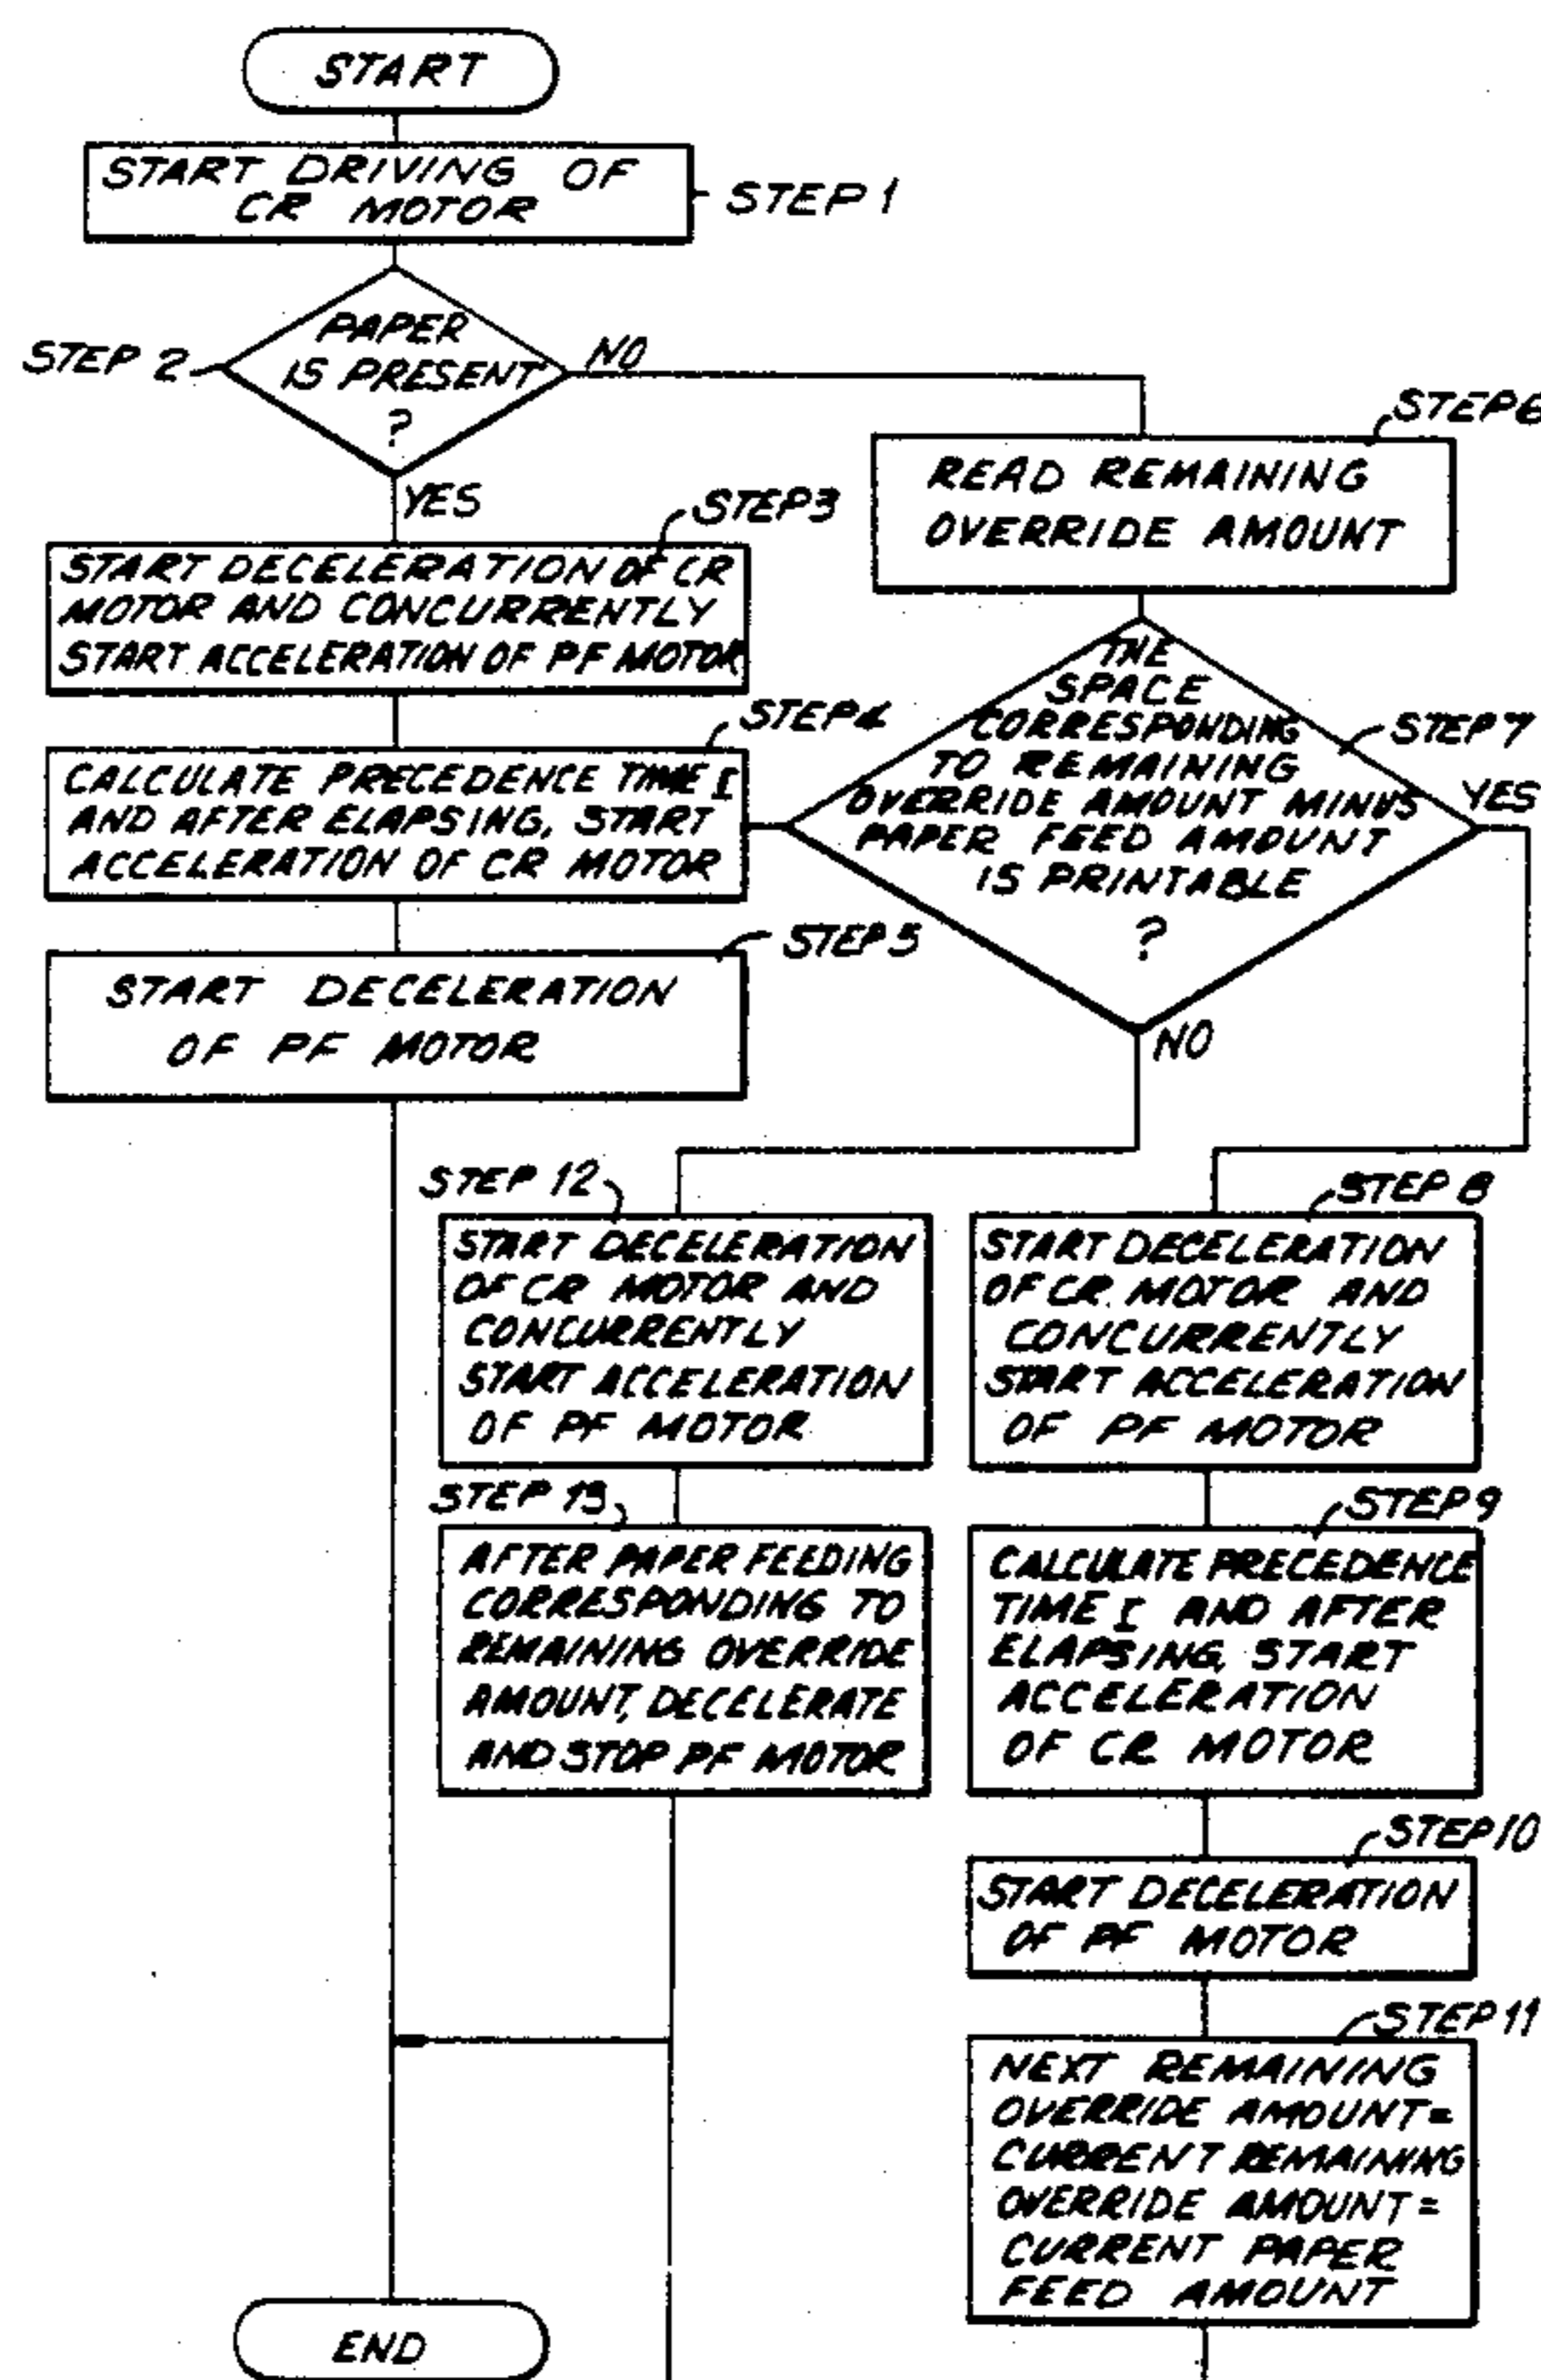 START
START DRIVING OF
CR MOTOR
STEP 1
STEP 2
PAPER
IS PRESENT
?
NO
YES
STEP3
START DECELERATION OF CR
MOTOR AND CONCURRENTLY
START ACCELERATION OF PF MOTOR
STEP4
CALCULATE PRECEDENCE TIME I
AND AFTER ELAPSING, START
ACCELERATION OF CR MOTOR
STEP5
START DECELERATION
OF PF MOTOR
STEP6
READ REMAINING
OVERRIDE AMOUNT
THE
SPACE
CORRESPONDING
TO REMAINING
OVERRIDE AMOUNT MINUS
PAPER FEED AMOUNT
IS PRINTABLE
?
STEP 7
YES
NO
STEP 12
START DECELERATION
OF CR MOTOR AND
CONCURRENTLY
START ACCELERATION
OF PF MOTOR
STEP 13
AFTER PAPER FEEDING
CORRESPONDING TO
REMAINING OVERRIDE
AMOUNT, DECELERATE
AND STOP PF MOTOR
STEP 8
START DECELERATION
OF CR MOTOR AND
CONCURRENTLY
START ACCELERATION
OF PF MOTOR
STEP 9
CALCULATE PRECEDENCE
TIME I AND AFTER
ELAPSING, START
ACCELERATION
OF CR MOTOR
STEP 10
START DECELERATION
OF PF MOTOR
STEP 11
NEXT REMAINING
OVERRIDE AMOUNT=
CURRENT REMAINING
OVERRIDE AMOUNT=
CURRENT PAPER
FEED AMOUNT
END